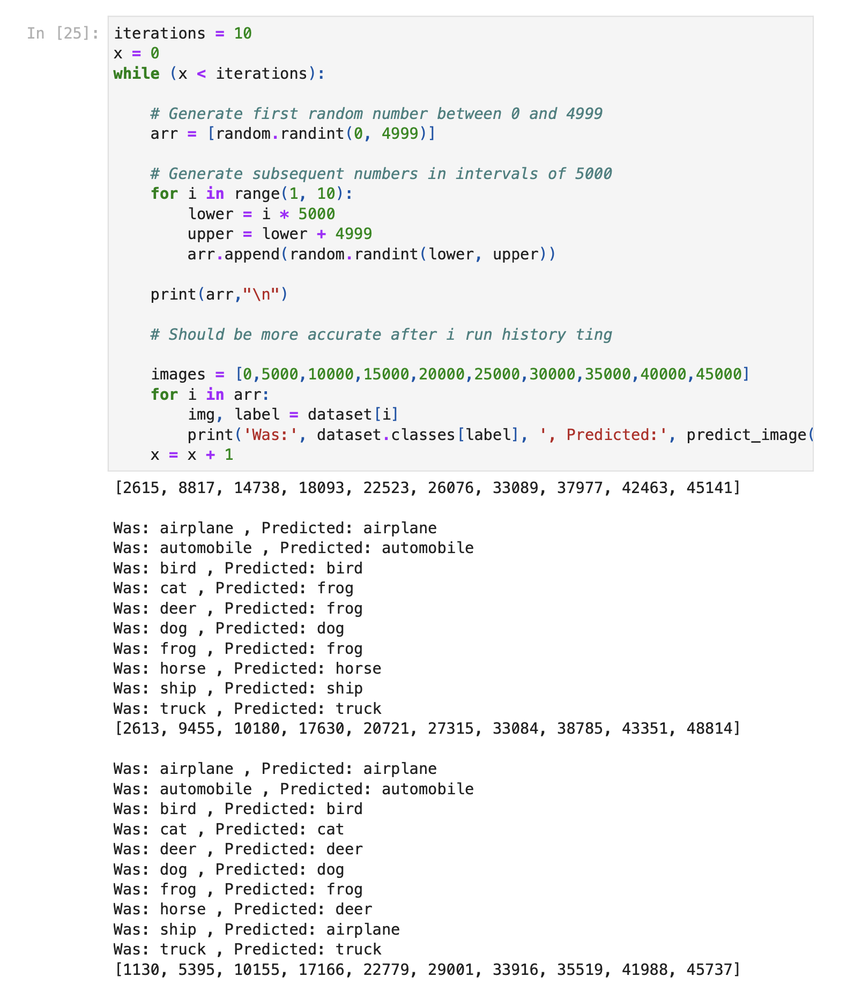 In [25]:
iterations = 10
x = 0
while (x < iterations):
# Generate first random number between 0 and 4999
arr = [random.randint(0, 4999)]
# Generate subsequent numbers in intervals of 5000
for i in range(1, 10):
lower = i * 5000
upper = lower + 4999
arr.append(random.randint(lower, upper))
print(arr,"\n")
# Should be more accurate after i run history ting
images = [0,5000,10000,15000,20000,25000,30000,35000,40000,45000]
for i in arr:
img, label = dataset[i]
print('Was:', dataset.classes[label], ', Predicted:', predict_image(
x = x + 1
[2615, 8817, 14738, 18093, 22523, 26076, 33089, 37977, 42463, 45141]
Was: airplane , Predicted: airplane
Was: automobile , Predicted: automobile
Was: bird , Predicted: bird
Was: cat , Predicted: frog
Was: deer , Predicted: frog
Was: dog , Predicted: dog
Was: frog , Predicted: frog
Was: horse , Predicted: horse
Was: ship , Predicted: ship
Was: truck , Predicted: truck
[2613, 9455, 10180, 17630, 20721, 27315, 33084, 38785, 43351, 48814]
Was: airplane , Predicted: airplane
Was: automobile , Predicted: automobile
Was: bird , Predicted: bird
Was: cat , Predicted: cat
Was: deer , Predicted: deer
Was: dog , Predicted: dog
Was: frog , Predicted: frog
Was: horse , Predicted: deer
Was: ship , Predicted: airplane
Was: truck , Predicted: truck
[1130, 5395, 10155, 17166, 22779, 29001, 33916, 35519, 41988, 45737]